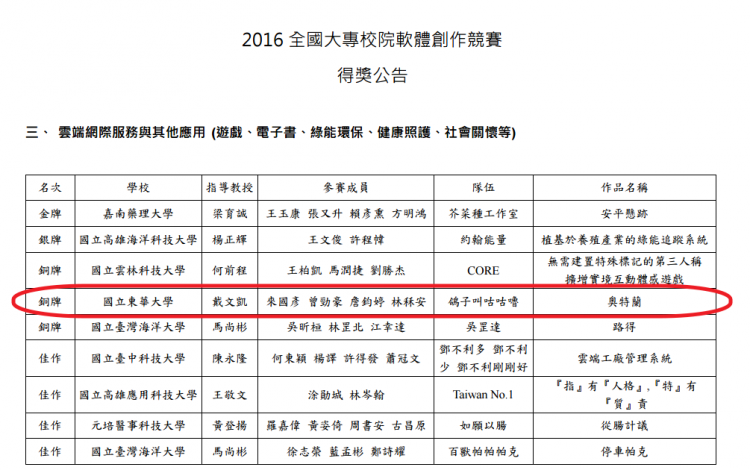 2016 全國大專校院軟體創作競賽
得獎公告
三、 雲端網際服務與其他應用 (遊戲、電子書、綠能環保、健康照護、社會關懷等)
名次 學校 指導教授 參賽成員 隊伍 作品名稱
金牌 嘉南藥理大學 梁育誠 王玉康 張又升 賴彥熏 方明鴻 芥菜種工作室 安平懸跡
銀牌 國立高雄海洋科技大學 楊正輝 王文俊 許程幃 約翰能量 植基於養殖產業的綠能追蹤系統
銅牌 國立雲林科技大學 何前程 王柏凱 馬潤捷 劉勝杰 CORE 無需建置特殊標記的第三人稱
擴增實境互動體感遊戲
銅牌 國立東華大學 戴文凱 來國彥 曾勁豪 詹鈞婷 林秝安 鴿子叫咕咕嚕 奧特蘭
銅牌 國立臺灣海洋大學 馬尚彬 吳昕桓 林罡北 江幸達 吳罡達 路得
佳作 國立臺中科技大學 陳永隆 何東穎 楊譯 許得發 蕭冠文 鄧不利多 鄧不利
少 鄧不利剛剛好 雲端工廠管理系統
佳作 國立高雄應用科技大學 王敬文 涂勛城 林岑翰 Taiwan No.1 『指』有『人格』,『特』有
『質』責
佳作 元培醫事科技大學 黃登揚 羅嘉偉 黃姿倚 周書安 古昌原 如願以腸 從腸計議
佳作 國立臺灣海洋大學 馬尚彬 徐志榮 藍孟彬 鄭詩耀 百獸帕帕帕克 停車帕克